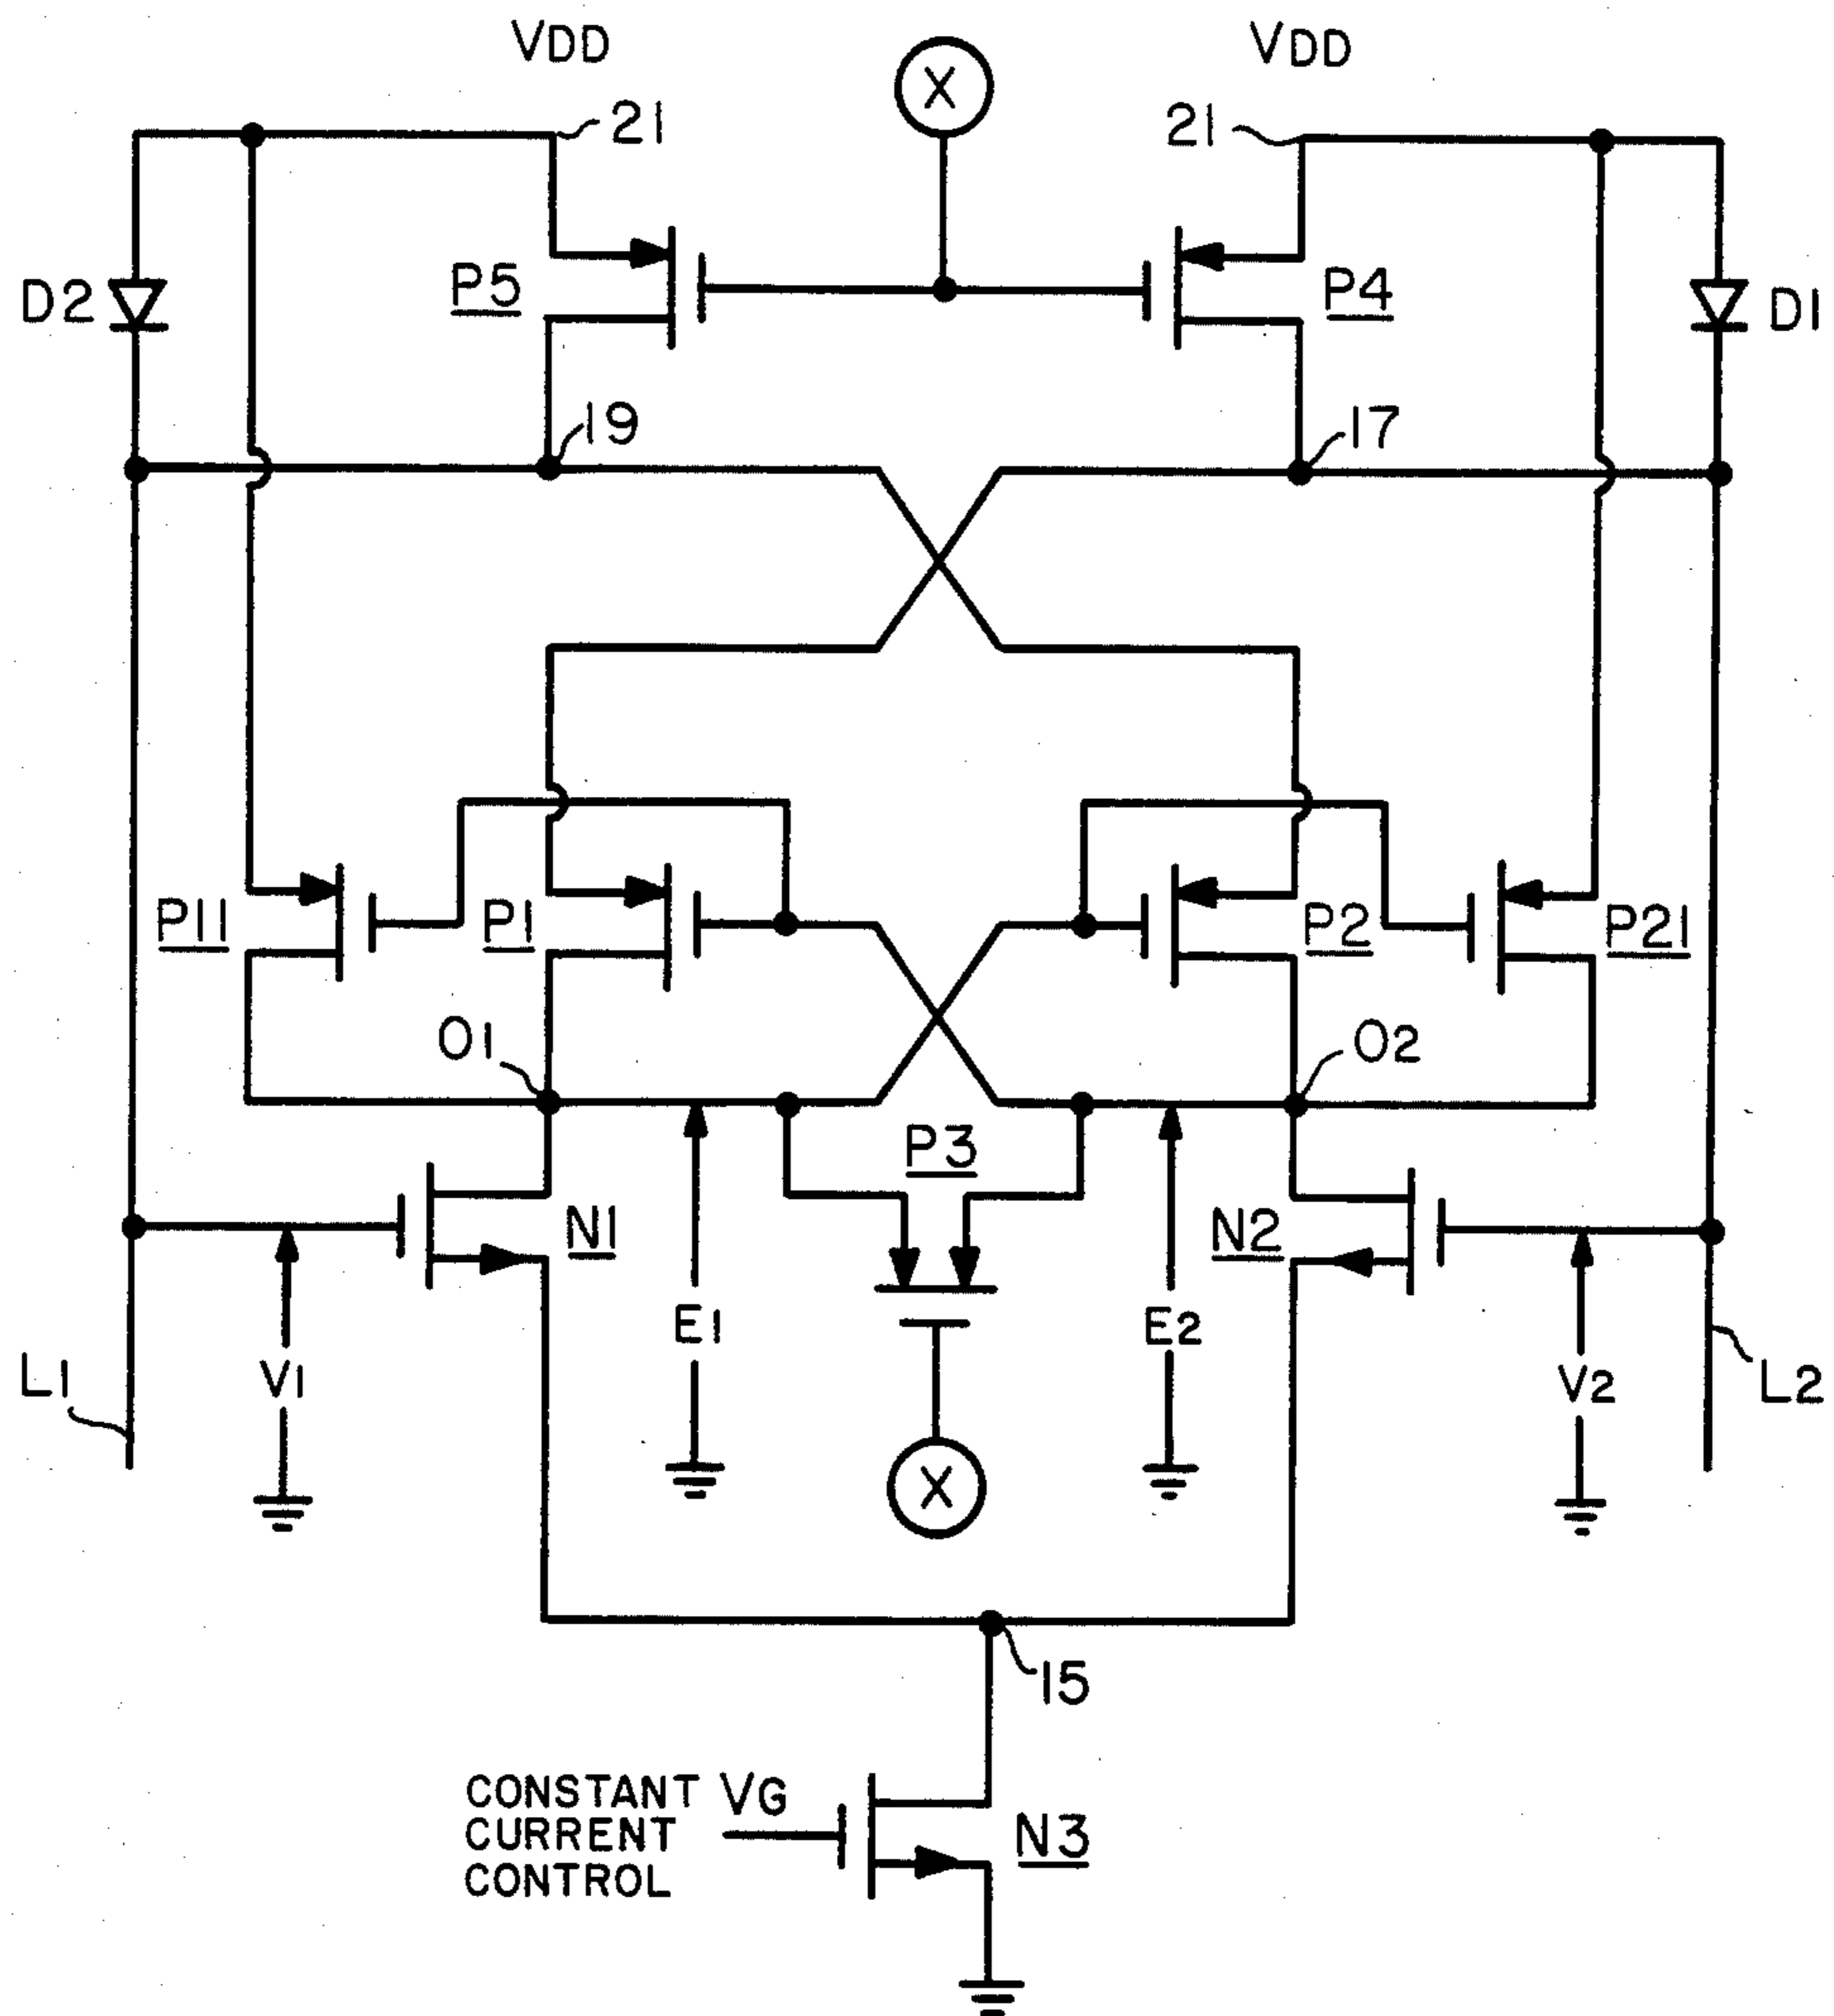 VDD
X
VDD
21
21
D2
P5
P4
D1
19
17
P11
P1
P2
P21
O1
O2
P3
N1
N2
E1
E2
L1
V1
V2
L2
X
15
CONSTANT VG
CURRENT
CONTROL
N3